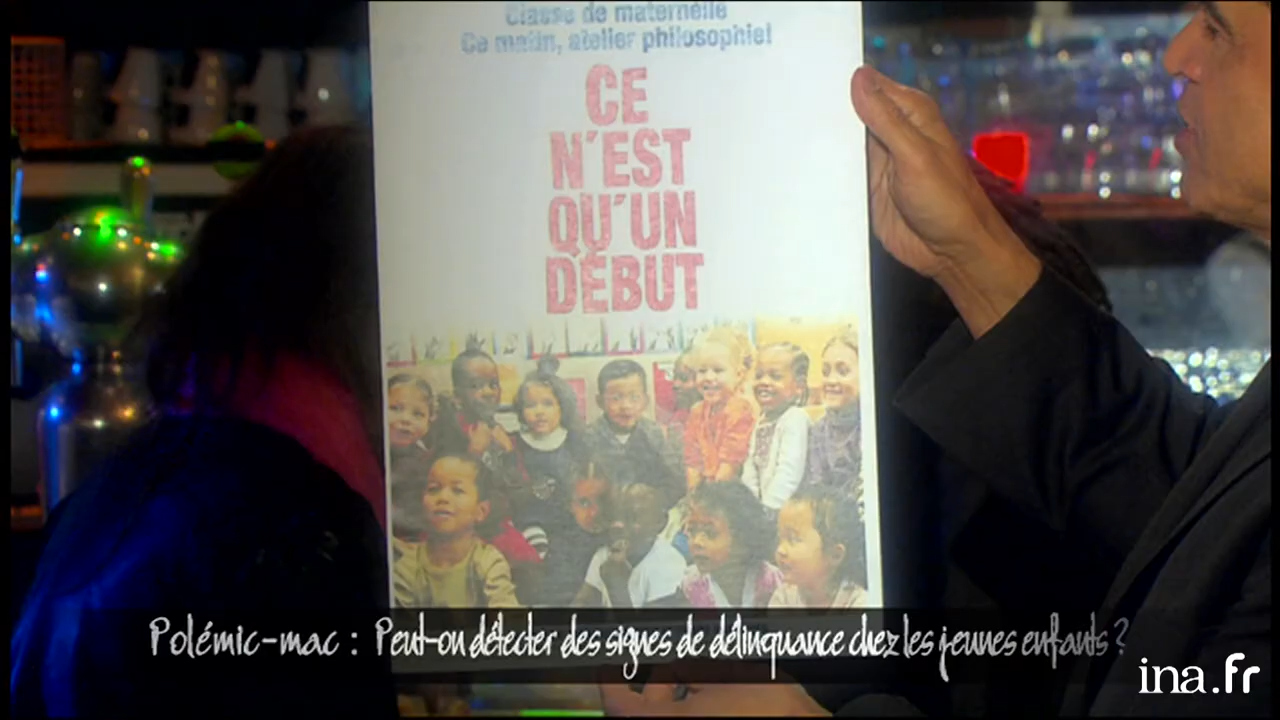 Classe de maternelle
Ce matin, atelier philosophie!
CE
N'EST
QU'UN
DÉBUT
Polémic-mac : Peut-on détecter des signes de délinquance chez les jeunes enfants ?
ina.fr